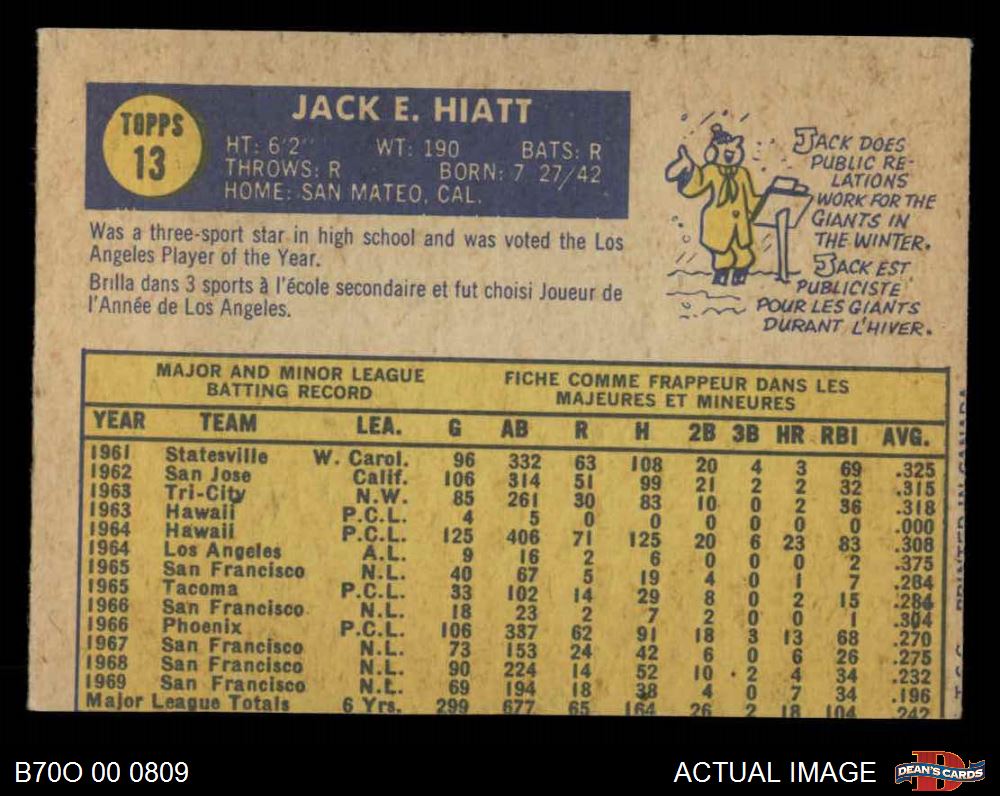 TOPPS
13
JACK E. HIATT
HT: 6'2" WT: 190 BATS: R
THROWS: R BORN: 7 27/42
HOME: SAN MATEO, CAL.
Was a three-sport star in high school and was voted the Los
Angeles Player of the Year.
Brilla dans 3 sports à l'école secondaire et fut choisi Joueur de
l'Année de Los Angeles.
JACK DOES
PUBLIC RE-
LATIONS
WORK FOR THE
GIANTS IN
THE WINTER.
JACK EST
PUBLICISTE
POUR LES GIANTS
DURANT L'HIVER.
MAJOR AND MINOR LEAGUE
BATTING RECORD
FICHE COMME FRAPPEUR DANS LES
MAJEURES ET MINEURES
YEAR TEAM LEA. G AB R H 2B 3B HR RBI AVG.
1961 Statesville W. Carol. 96 332 63 108 20 4 3 69 .325
1962 San Jose Calif. 106 314 51 99 21 2 2 32 .315
1963 Tri-City N.W. 85 261 30 83 10 0 2 36 .318
1963 Hawaii P.C.L. 4 5 0 0 0 0 0 0 .000
1964 Hawaii P.C.L. 125 406 71 125 20 6 23 83 .308
1964 Los Angeles A.L. 9 16 2 6 0 0 0 2 .375
1965 San Francisco N.L. 40 67 5 19 4 0 1 7 .284
1965 Tacoma P.C.L. 33 102 14 29 8 0 2 15 .284
1966 San Francisco N.L. 18 23 2 7 2 0 0 1 .304
1966 Phoenix P.C.L. 106 337 62 91 18 3 13 68 .270
1967 San Francisco N.L. 73 153 24 42 6 0 6 26 .275
1968 San Francisco N.L. 90 224 14 52 10 2 4 34 .232
1969 San Francisco N.L. 69 194 18 38 4 0 7 34 .196
Major League Totals 6 Yrs. 299 677 65 164 26 2 18 104 .242
PRINTED IN CANADA
B70O 00 0809
ACTUAL IMAGE
D
DEAN'S CARDS